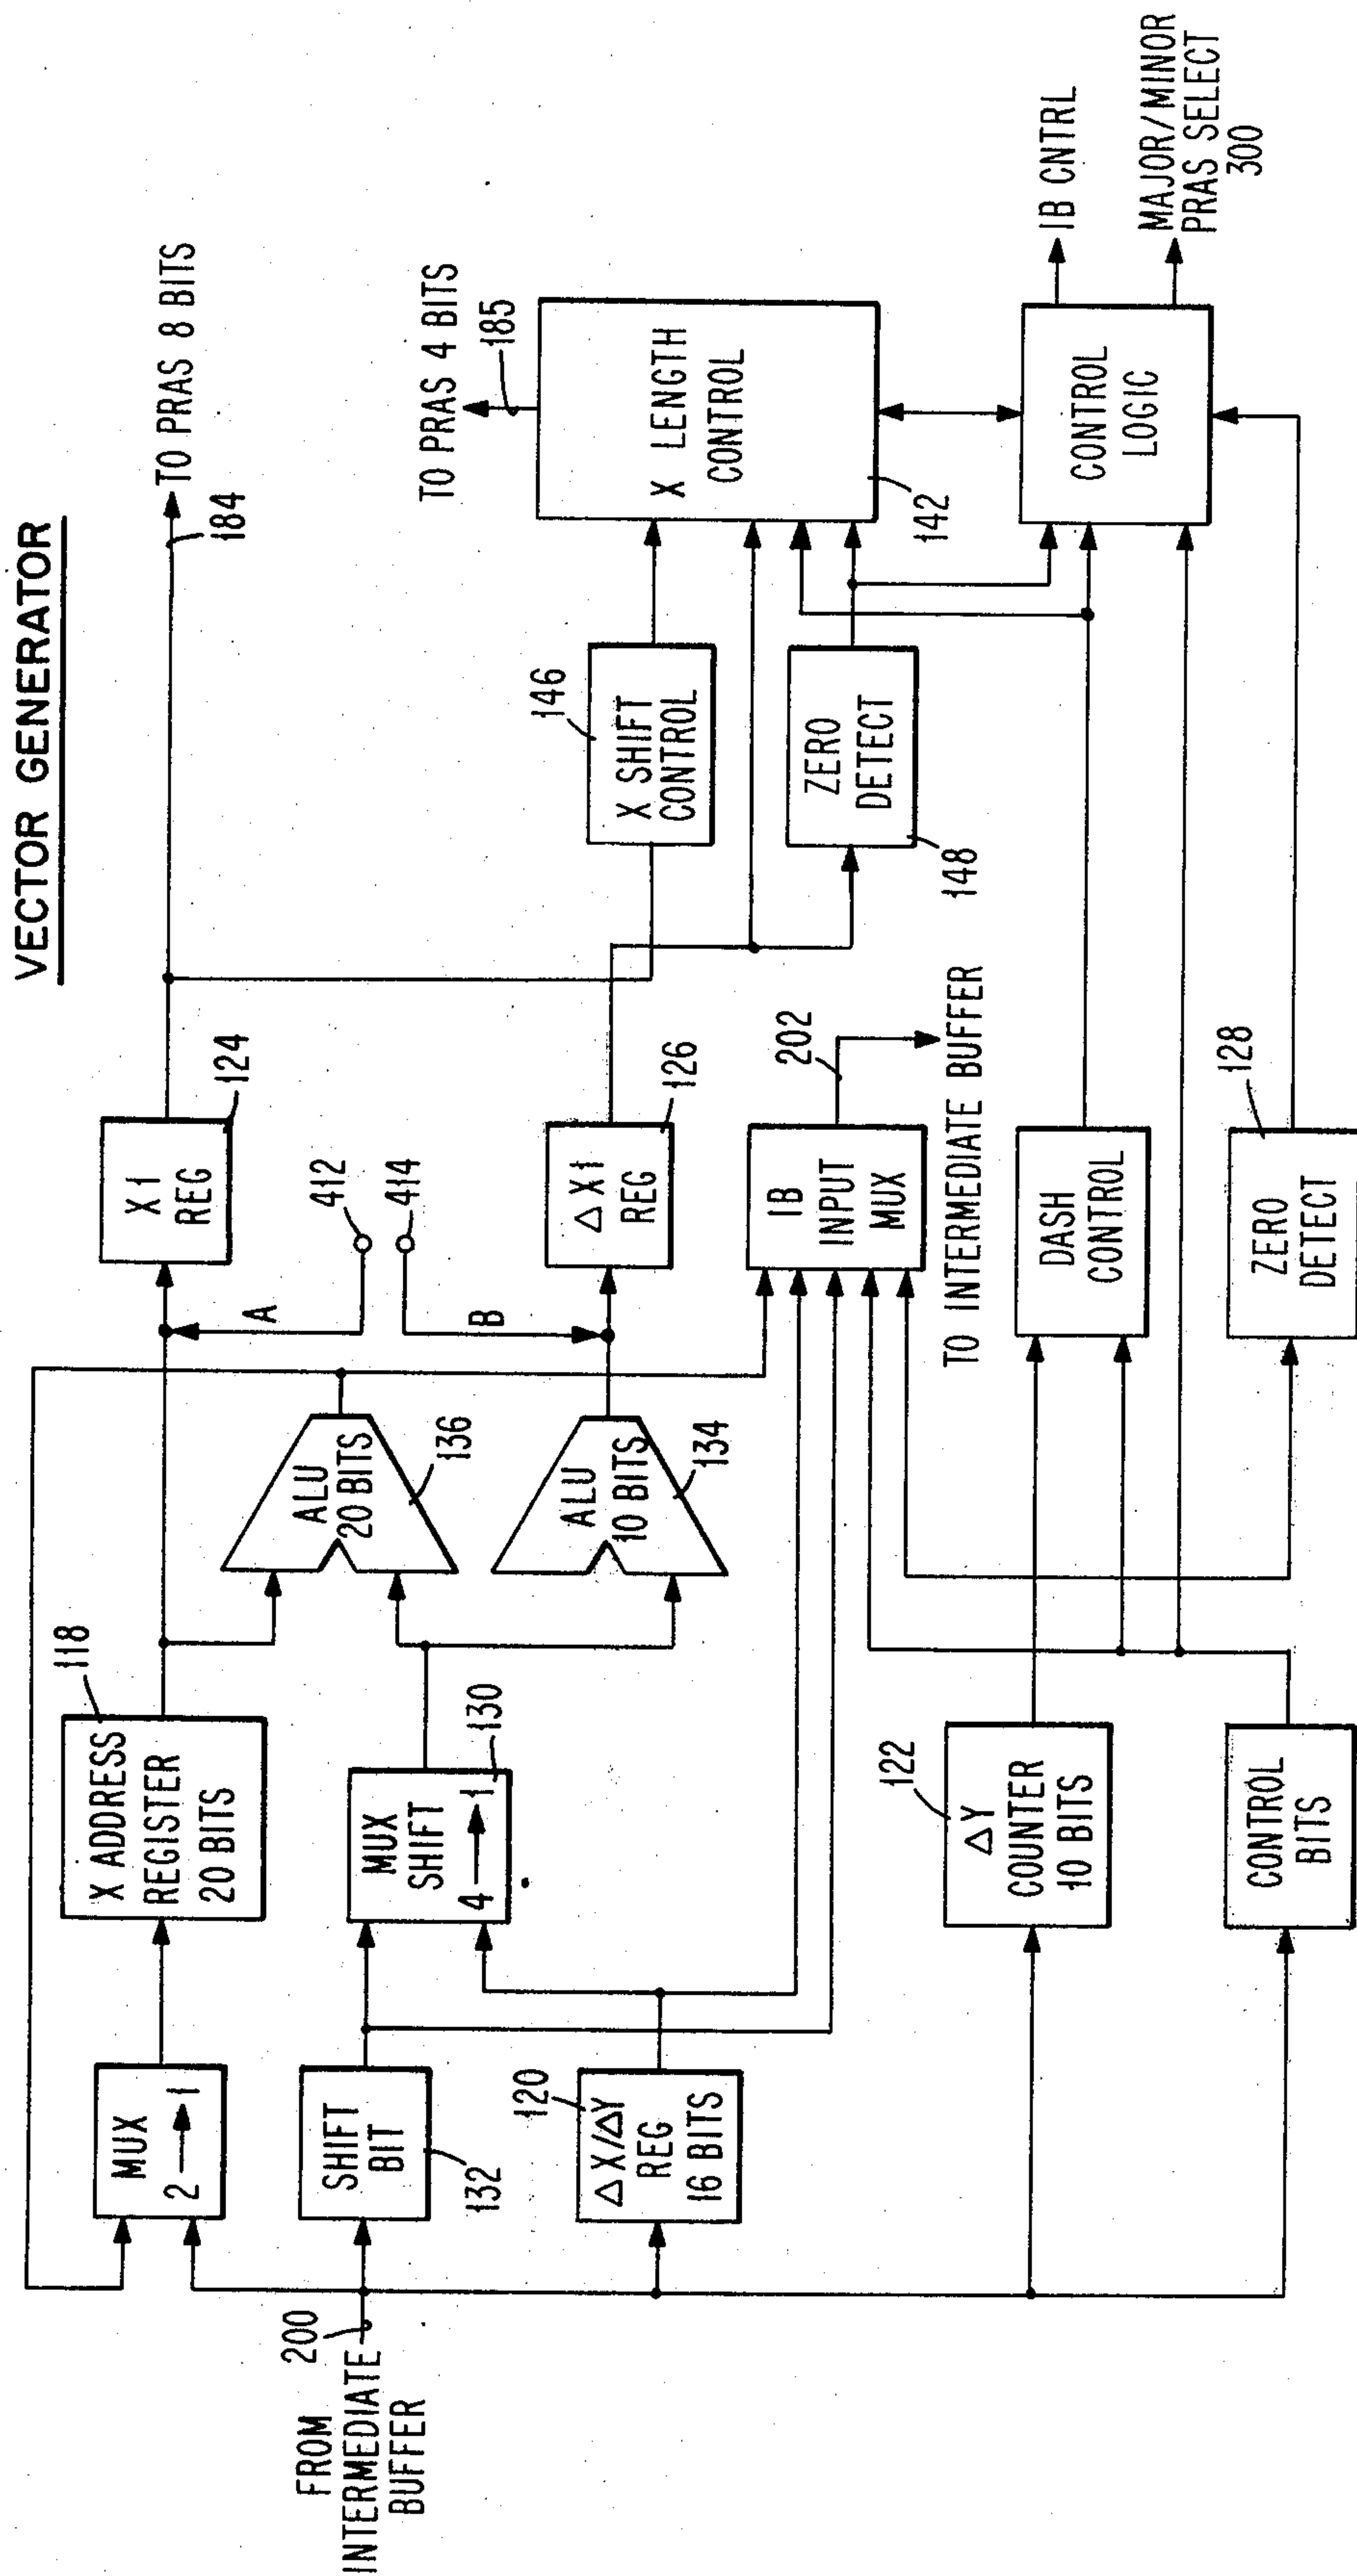 VECTOR GENERATOR
FROM
INTERMEDIATE
BUFFER
200
MUX
2 → 1
SHIFT
BIT
132
120
ΔX/ΔY
REG
16 BITS
118
X ADDRESS
REGISTER
20 BITS
MUX
SHIFT
4 → 1
130
122
ΔY
COUNTER
10 BITS
CONTROL
BITS
ALU
20 BITS
136
ALU
10 BITS
134
A
B
412
414
X1
REG
124
ΔX1
REG
126
IB
INPUT
MUX
202
TO INTERMEDIATE BUFFER
DASH
CONTROL
ZERO
DETECT
128
146
X SHIFT
CONTROL
ZERO
DETECT
148
184
TO PRAS 8 BITS
TO PRAS 4 BITS
185
X LENGTH
CONTROL
142
CONTROL
LOGIC
IB CNTRL
MAJOR/MINOR
PRAS SELECT
300